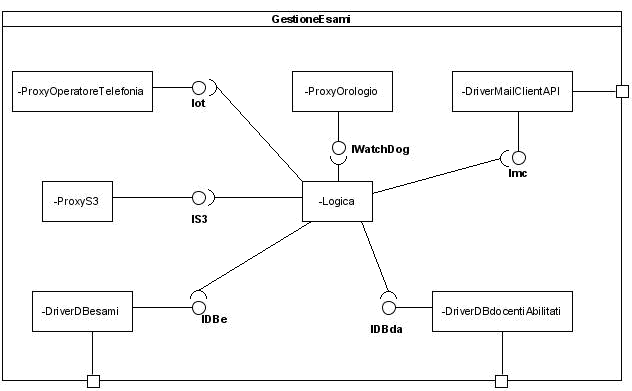 GestioneEsami
-ProxyOperatoreTelefonia
-ProxyOrologio
-DriverMailClientAPI
Iot
IWatchDog
Imc
-ProxyS3
-Logica
IS3
-DriverDBesami
IDBe
IDBda
-DriverDBdocentiAbilitati